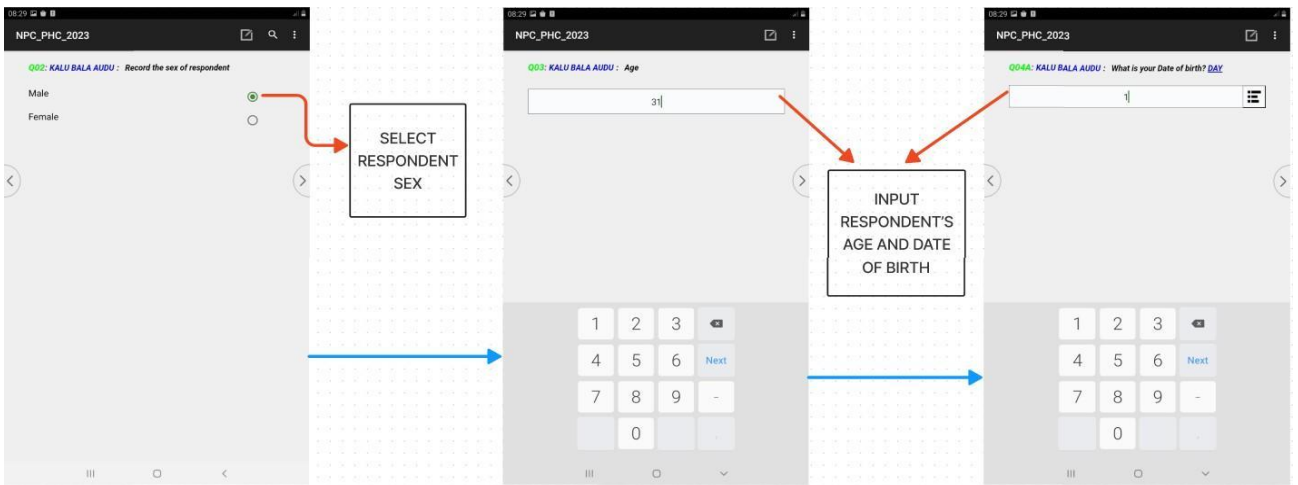 08:29
NPC_PHC_2023
Q02: KALU BALA AUDU : Record the sex of respondent
Male
Female
SELECT
RESPONDENT
SEX
08:29
NPC_PHC_2023
Q03: KALU BALA AUDU : Age
31
1 2 3
4 5 6 Next
7 8 9 -
0 .
INPUT
RESPONDENT'S
AGE AND DATE
OF BIRTH
08:29
NPC_PHC_2023
Q04A: KALU BALA AUDU : What is your Date of birth? DAY
1
1 2 3
4 5 6 Next
7 8 9 -
0 .